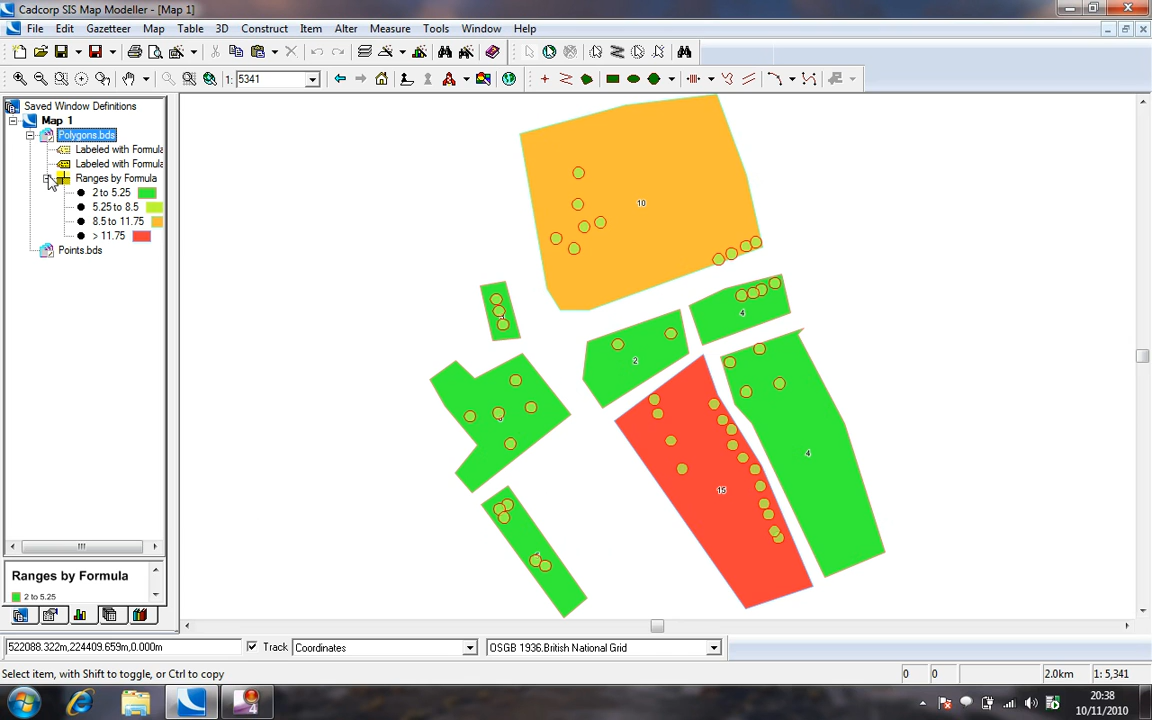 Cadcorp SIS Map Modeller - [Map 1]
File Edit Gazetteer Map Table 3D Construct Item Alter Measure Tools Window Help
1: 5341
Saved Window Definitions
Map 1
Polygons.bds
Labeled with Formula
Labeled with Formula
Ranges by Formula
2 to 5.25
5.25 to 8.5
8.5 to 11.75
> 11.75
Points.bds
10
4
2
4
15
Ranges by Formula
2 to 5.25
522088.322m,224409.659m,0.000m
Track
Coordinates
OSGB 1936.British National Grid
Select item, with Shift to toggle, or Ctrl to copy
0
0
2.0km
1: 5,341
4
20:38
10/11/2010